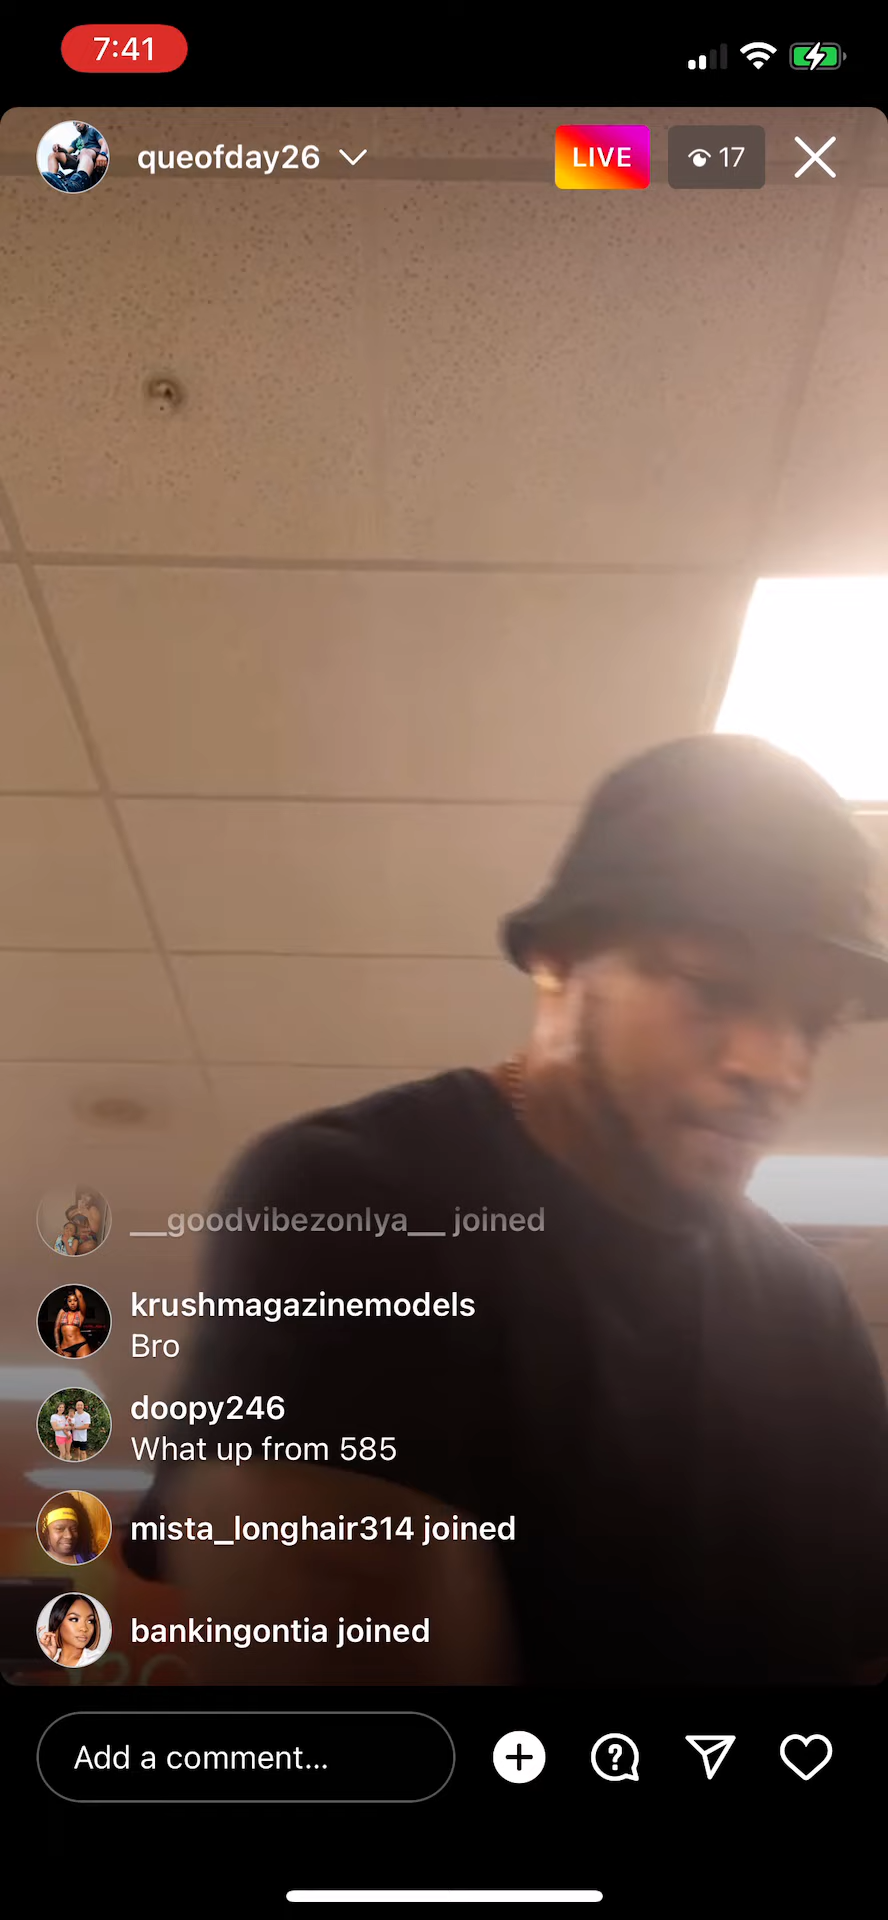 7:41
queofday26
LIVE
17
__goodvibezonlya__ joined
krushmagazinemodels
Bro
doopy246
What up from 585
mista_longhair314 joined
bankingontia joined
Add a comment...